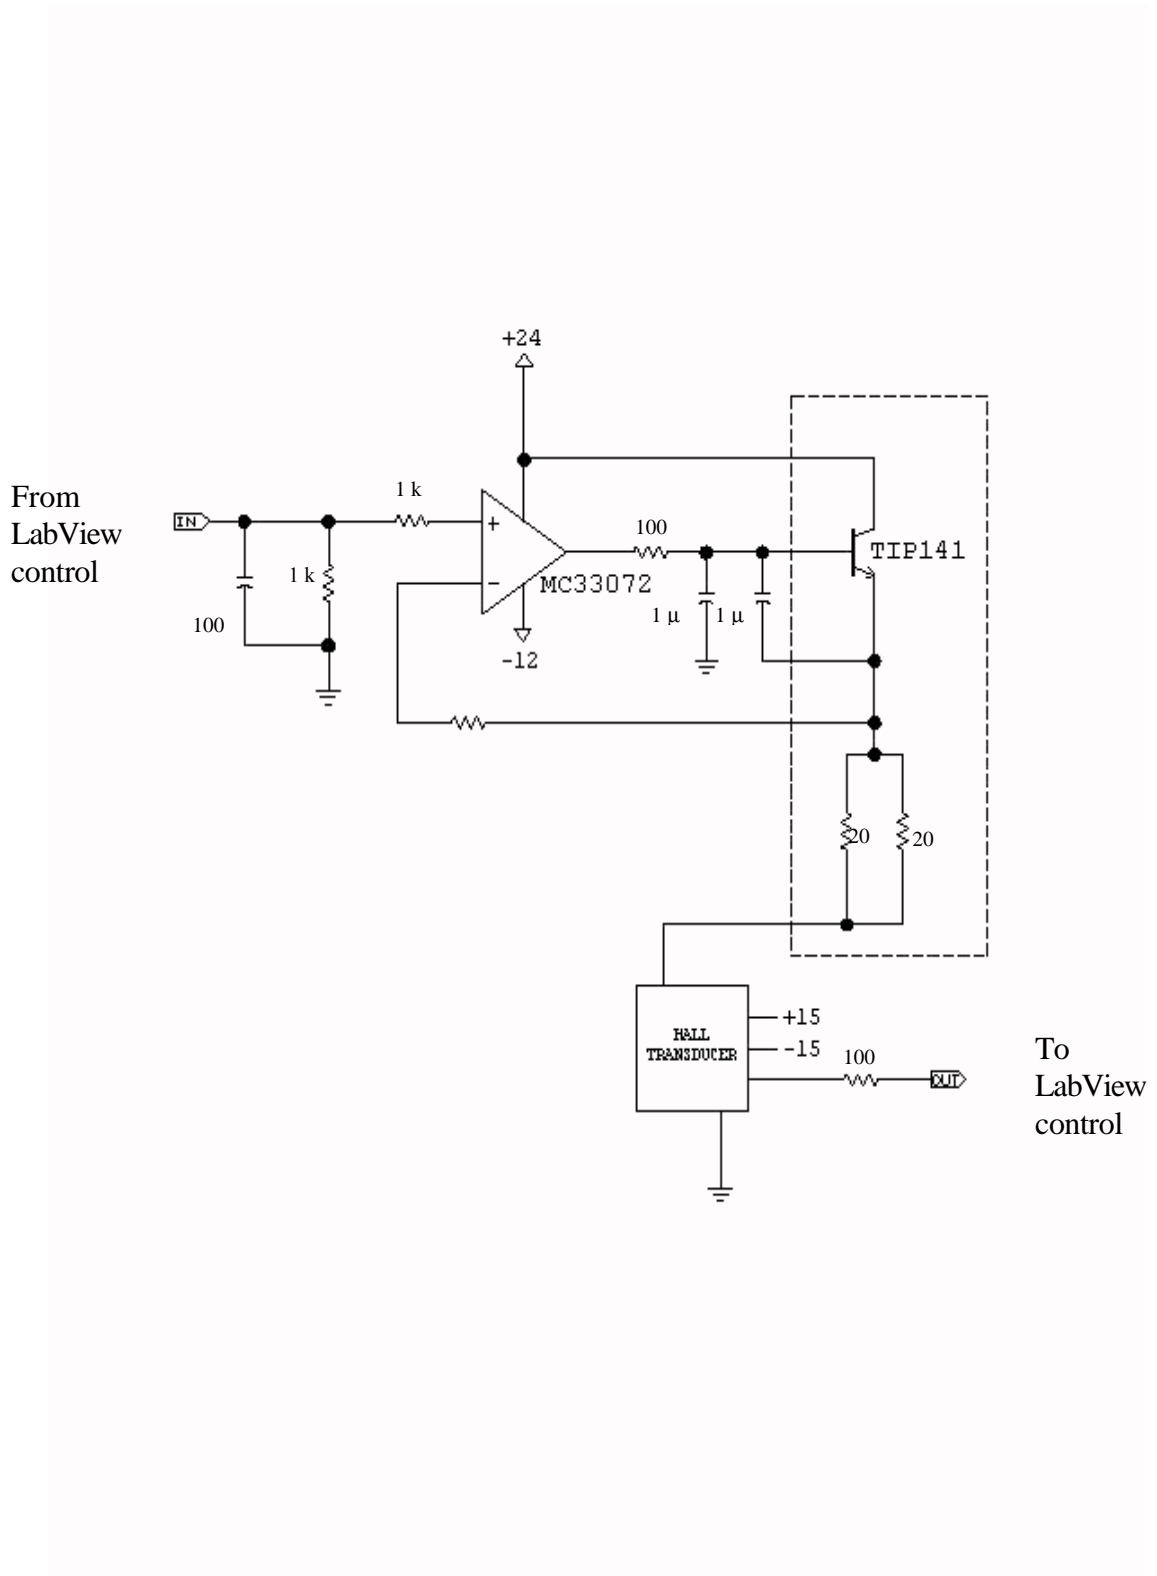 +24
From
LabView
control
IN
1 k
+
1 k
100
−
MC33072
-12
100
1 µ
1 µ
TIP141
20
20
HALL
TRANSDUCER
+15
-15
100
OUT
To
LabView
control